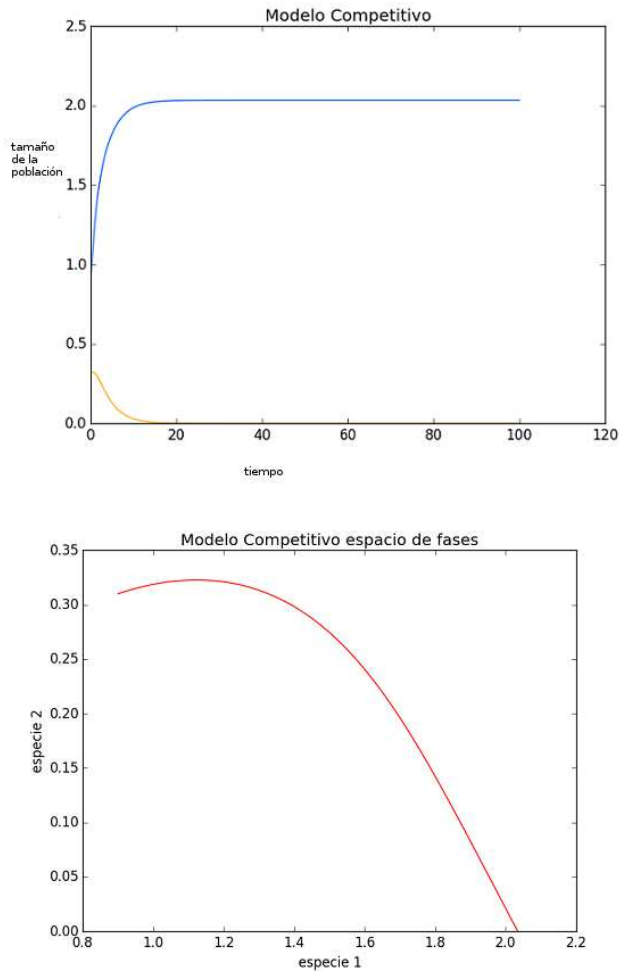 Modelo Competitivo
2.5
2.0
1.5
1.0
0.5
0.0
tamaño
de la
población
0 20 40 60 80 100 120
tiempo
Modelo Competitivo espacio de fases
0.35
0.30
0.25
0.20
0.15
0.10
0.05
0.00
especie 2
0.8 1.0 1.2 1.4 1.6 1.8 2.0 2.2
especie 1